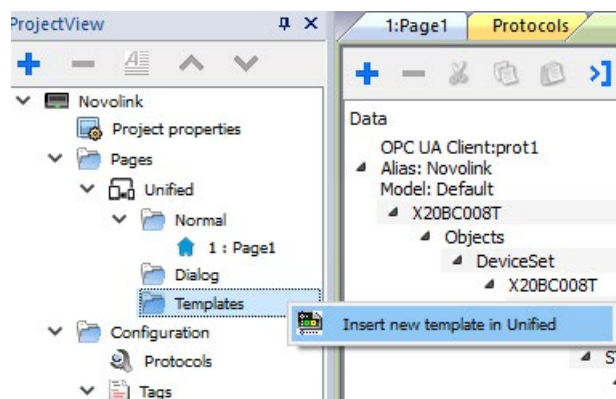 ProjectView
Novolink
Project properties
Pages
Unified
Normal
1 : Page1
Dialog
Templates
Configuration
Protocols
Tags
1:Page1 Protocols
Data
OPC UA Client:prot1
Alias: Novolink
Model: Default
X20BC008T
Objects
DeviceSet
X20BC008T
Insert new template in Unified